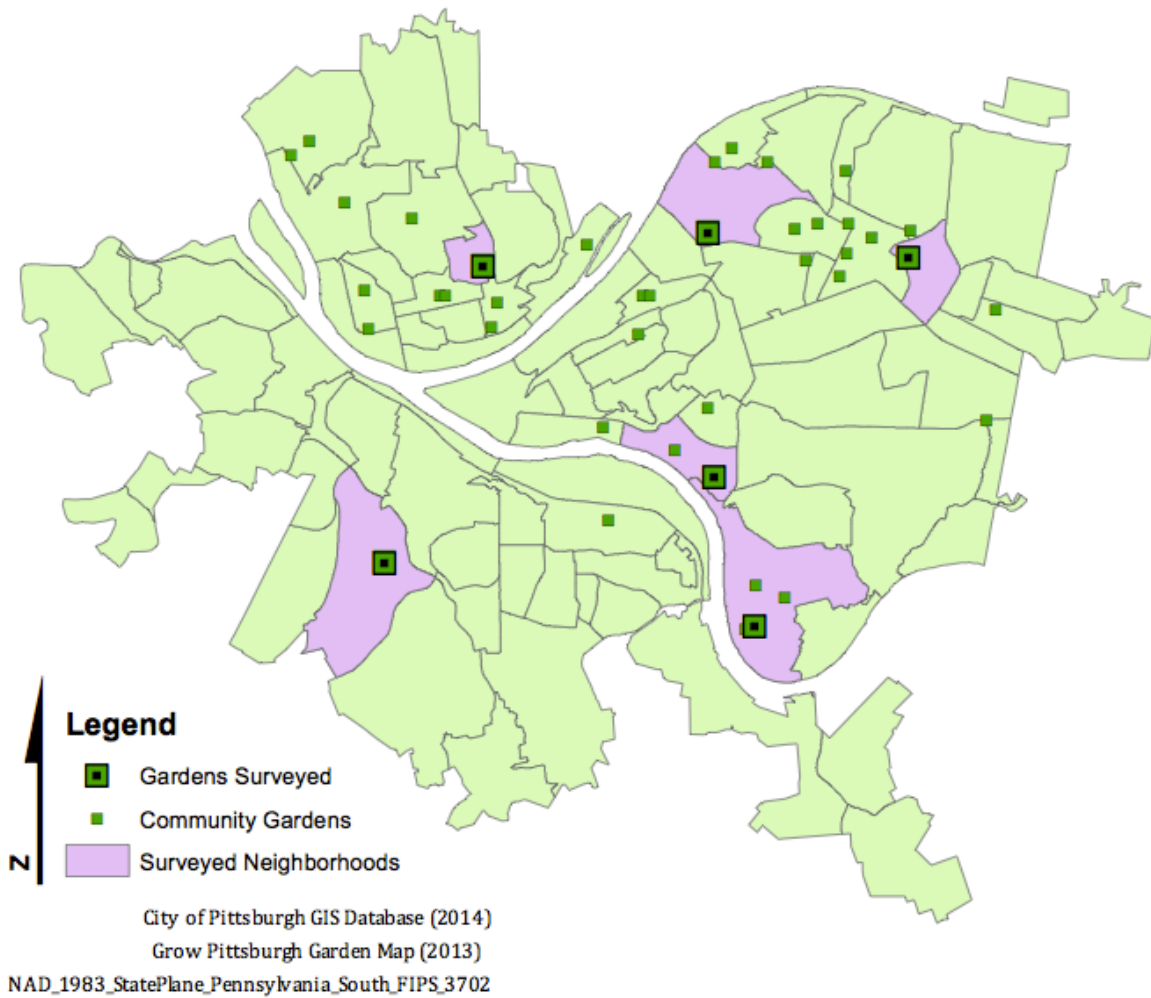 Legend
Gardens Surveyed
Community Gardens
Surveyed Neighborhoods
N
City of Pittsburgh GIS Database (2014)
Grow Pittsburgh Garden Map (2013)
NAD_1983_StatePlane_Pennsylvania_South_FIPS_3702